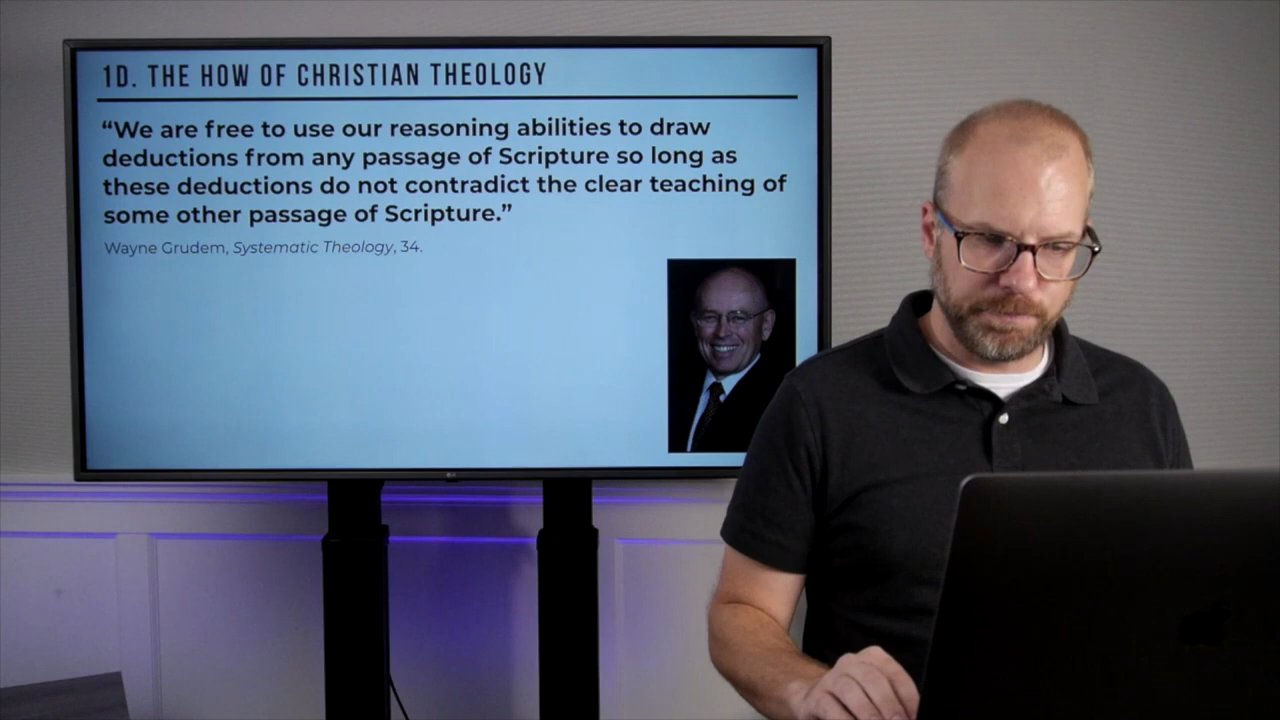 1D. THE HOW OF CHRISTIAN THEOLOGY
“We are free to use our reasoning abilities to draw
deductions from any passage of Scripture so long as
these deductions do not contradict the clear teaching of
some other passage of Scripture.”
Wayne Grudem, Systematic Theology, 34.
LG